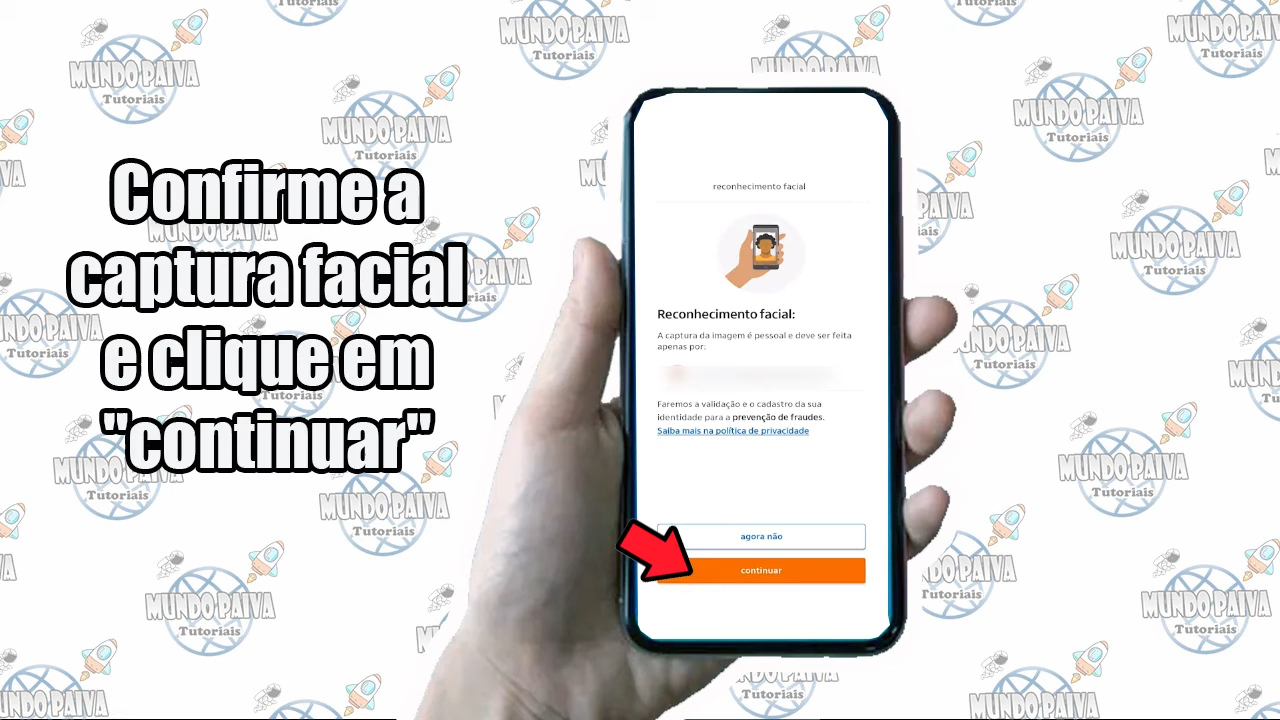 Confirme a
captura facial
e clique em
"continuar"
reconhecimento facial
Reconhecimento facial:
A captura da imagem é pessoal e deve ser feita
apenas por:
Faremos a validação e o cadastro da sua
identidade para a prevenção de fraudes.
Saiba mais na política de privacidade
agora não
continuar
MUNDO PAIVA
Tutoriais